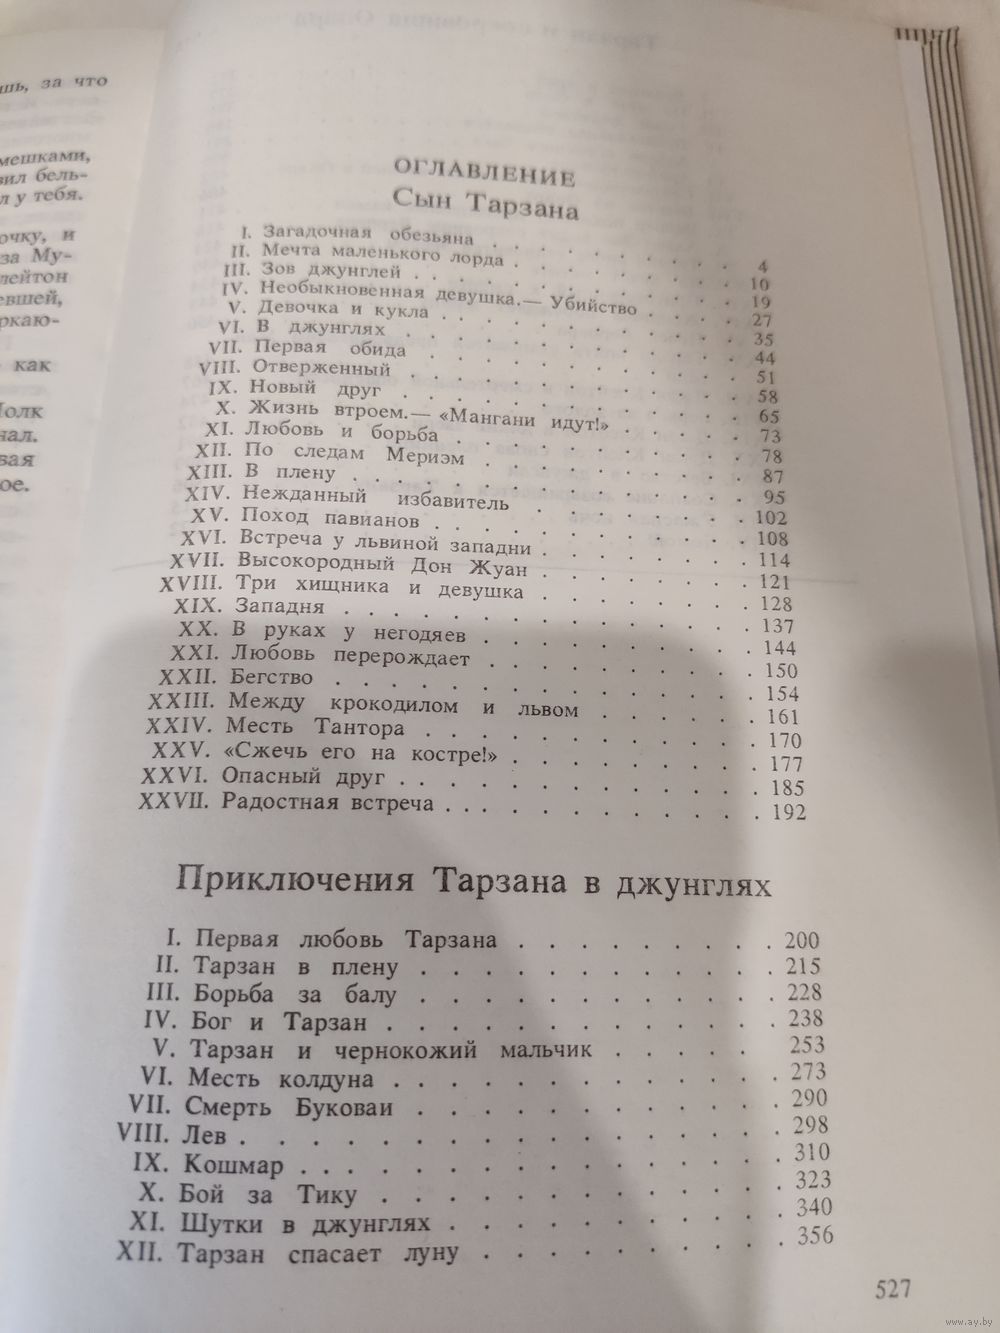 шь, за что
мешками,
вил бель-
л у тебя.
очку, и
за Му-
лейтон
евшей,
ркаю-
как
Полк
чал.
вая
ое.
ОГЛАВЛЕНИЕ
Сын Тарзана
I. Загадочная обезьяна . . . . . . . . 4
II. Мечта маленького лорда . . . . . . . . 10
III. Зов джунглей . . . . . . . . . . 19
IV. Необыкновенная девушка.— Убийство . . . . 27
V. Девочка и кукла . . . . . . . . . 35
VI. В джунглях . . . . . . . . . . 44
VII. Первая обида . . . . . . . . . . 51
VIII. Отверженный . . . . . . . . . . 58
IX. Новый друг . . . . . . . . . . 65
X. Жизнь втроем.— «Мангани идут!» . . . . . 73
XI. Любовь и борьба . . . . . . . . . 78
XII. По следам Мериэм . . . . . . . . . 87
XIII. В плену . . . . . . . . . . . 95
XIV. Нежданный избавитель . . . . . . . 102
XV. Поход павианов . . . . . . . . . . 108
XVI. Встреча у львиной западни . . . . . . . 114
XVII. Высокородный Дон Жуан . . . . . . . 121
XVIII. Три хищника и девушка . . . . . . . 128
XIX. Западня . . . . . . . . . . . . 137
XX. В руках у негодяев . . . . . . . . . 144
XXI. Любовь перерождает . . . . . . . . . 150
XXII. Бегство . . . . . . . . . . . . 154
XXIII. Между крокодилом и львом . . . . . . 161
XXIV. Месть Тантора . . . . . . . . . . 170
XXV. «Сжечь его на костре!» . . . . . . . . 177
XXVI. Опасный друг . . . . . . . . . . . 185
XXVII. Радостная встреча . . . . . . . . . . 192
Приключения Тарзана в джунглях
I. Первая любовь Тарзана . . . . . . . . . 200
II. Тарзан в плену . . . . . . . . . . . 215
III. Борьба за балу . . . . . . . . . . . 228
IV. Бог и Тарзан . . . . . . . . . . . . 238
V. Тарзан и чернокожий мальчик . . . . . 253
VI. Месть колдуна . . . . . . . . . . . . 273
VII. Смерть Буковаи . . . . . . . . . . . 290
VIII. Лев . . . . . . . . . . . . . . 298
IX. Кошмар . . . . . . . . . . . . . . 310
X. Бой за Тику . . . . . . . . . . . . 323
XI. Шутки в джунглях . . . . . . . . . . 340
XII. Тарзан спасает луну . . . . . . . . . 356
527
www.ay.by